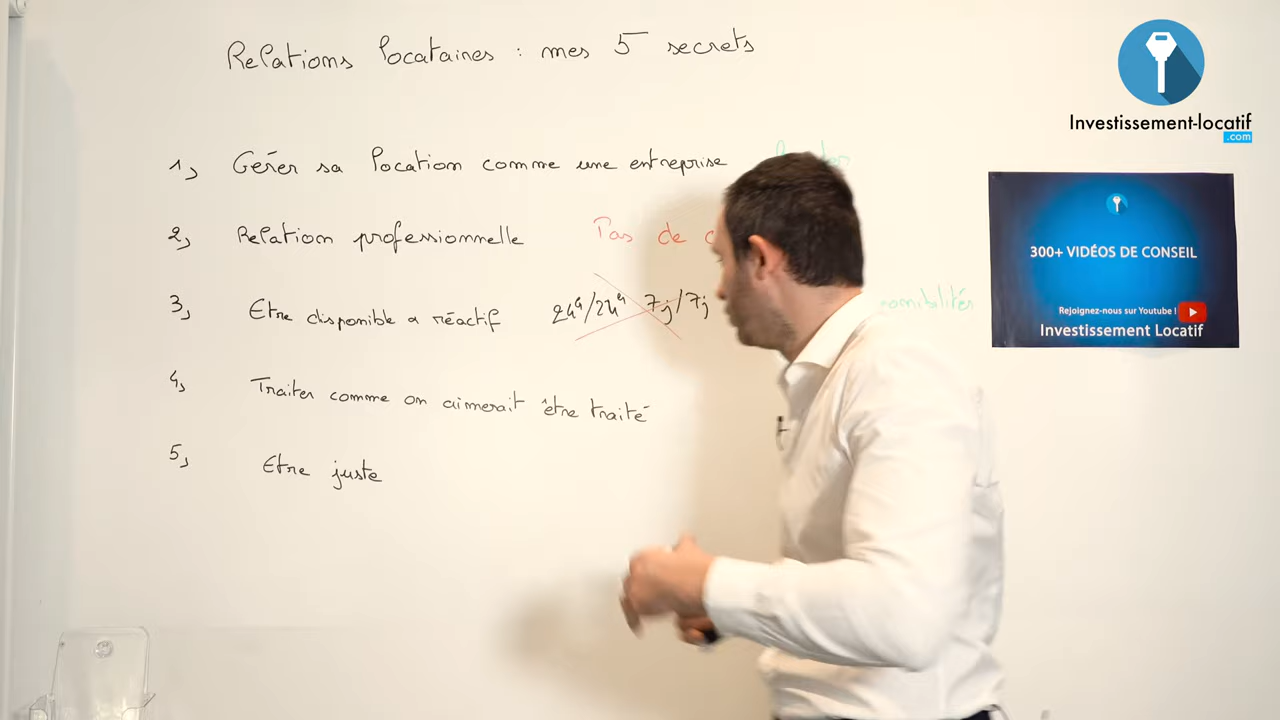 Relations locataires : mes 5 secrets
1, Gérer sa location comme une entreprise
2, Relation professionnelle Pas de
3, Etre disponible & réactif 24h/24h 7j/7j
4, Traiter comme on aimerait être traité
5, Etre juste
Investissement-locatif
.com
300+ VIDÉOS DE CONSEIL
Rejoignez-nous sur Youtube !
Investissement Locatif